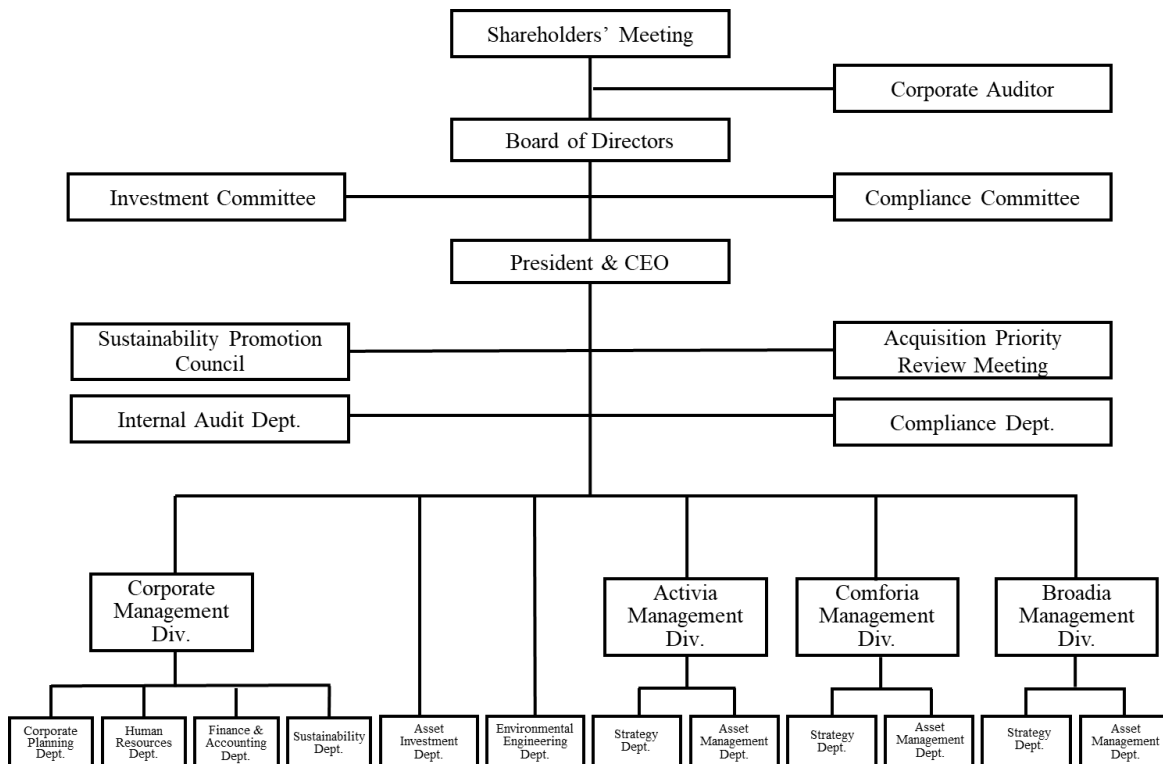 Shareholders’ Meeting
Corporate Auditor
Board of Directors
Investment Committee
Compliance Committee
President & CEO
Sustainability Promotion
Council
Acquisition Priority
Review Meeting
Internal Audit Dept.
Compliance Dept.
Corporate
Management
Div.
Activia
Management
Div.
Comforia
Management
Div.
Broadia
Management
Div.
Corporate
Planning
Dept.
Human
Resources
Dept.
Finance &
Accounting
Dept.
Sustainability
Dept.
Asset
Investment
Dept.
Environmental
Engineering
Dept.
Strategy
Dept.
Asset
Management
Dept.
Strategy
Dept.
Asset
Management
Dept.
Strategy
Dept.
Asset
Management
Dept.